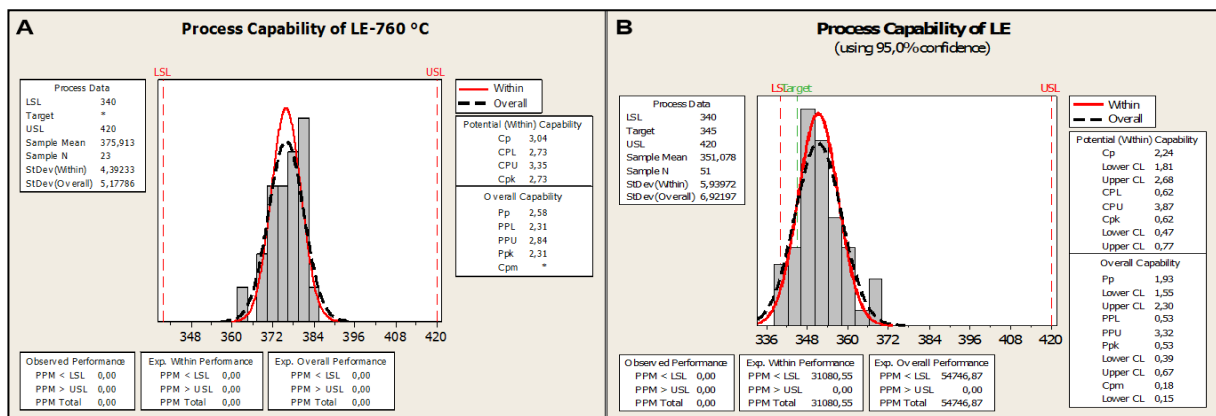 A
Process Capability of LE-760 °C
LSL
USL
Process Data
LSL 340
Target *
USL 420
Sample Mean 375,913
Sample N 23
StDev(Within) 4,39233
StDev(Overall) 5,17786
Within
Overall
Potential (Within) Capability
Cp 3,04
CPL 2,73
CPU 3,35
Cpk 2,73
Overall Capability
Pp 2,58
PPL 2,31
PPU 2,84
Ppk 2,31
Cpm *
348 360 372 384 396 408 420
Observed Performance
PPM < LSL 0,00
PPM > USL 0,00
PPM Total 0,00
Exp. Within Performance
PPM < LSL 0,00
PPM > USL 0,00
PPM Total 0,00
Exp. Overall Performance
PPM < LSL 0,00
PPM > USL 0,00
PPM Total 0,00
B
Process Capability of LE
(using 95,0% confidence)
LSL Target
USL
Process Data
LSL 340
Target 345
USL 420
Sample Mean 351,078
Sample N 51
StDev(Within) 5,93972
StDev(Overall) 6,92197
Within
Overall
Potential (Within) Capability
Cp 2,24
Lower CL 1,81
Upper CL 2,68
CPL 0,62
CPU 3,87
Cpk 0,62
Lower CL 0,47
Upper CL 0,77
Overall Capability
Pp 1,93
Lower CL 1,55
Upper CL 2,30
PPL 0,53
PPU 3,32
Ppk 0,53
Lower CL 0,39
Upper CL 0,67
Cpm 0,18
Lower CL 0,15
336 348 360 372 384 396 408 420
Observed Performance
PPM < LSL 0,00
PPM > USL 0,00
PPM Total 0,00
Exp. Within Performance
PPM < LSL 31080,55
PPM > USL 0,00
PPM Total 31080,55
Exp. Overall Performance
PPM < LSL 54746,87
PPM > USL 0,00
PPM Total 54746,87